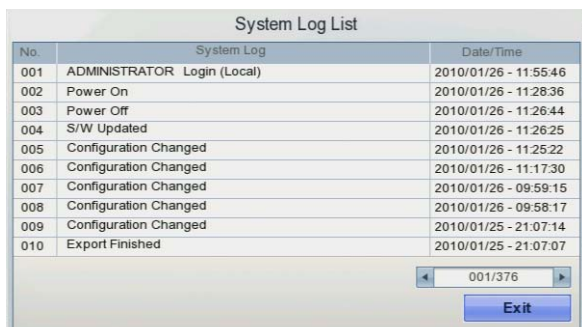 System Log List
No. System Log Date/Time
001 ADMINISTRATOR Login (Local) 2010/01/26 - 11:55:46
002 Power On 2010/01/26 - 11:28:36
003 Power Off 2010/01/26 - 11:26:44
004 S/W Updated 2010/01/26 - 11:26:25
005 Configuration Changed 2010/01/26 - 11:25:22
006 Configuration Changed 2010/01/26 - 11:17:30
007 Configuration Changed 2010/01/26 - 09:59:15
008 Configuration Changed 2010/01/26 - 09:58:17
009 Configuration Changed 2010/01/25 - 21:07:14
010 Export Finished 2010/01/25 - 21:07:07
001/376
Exit